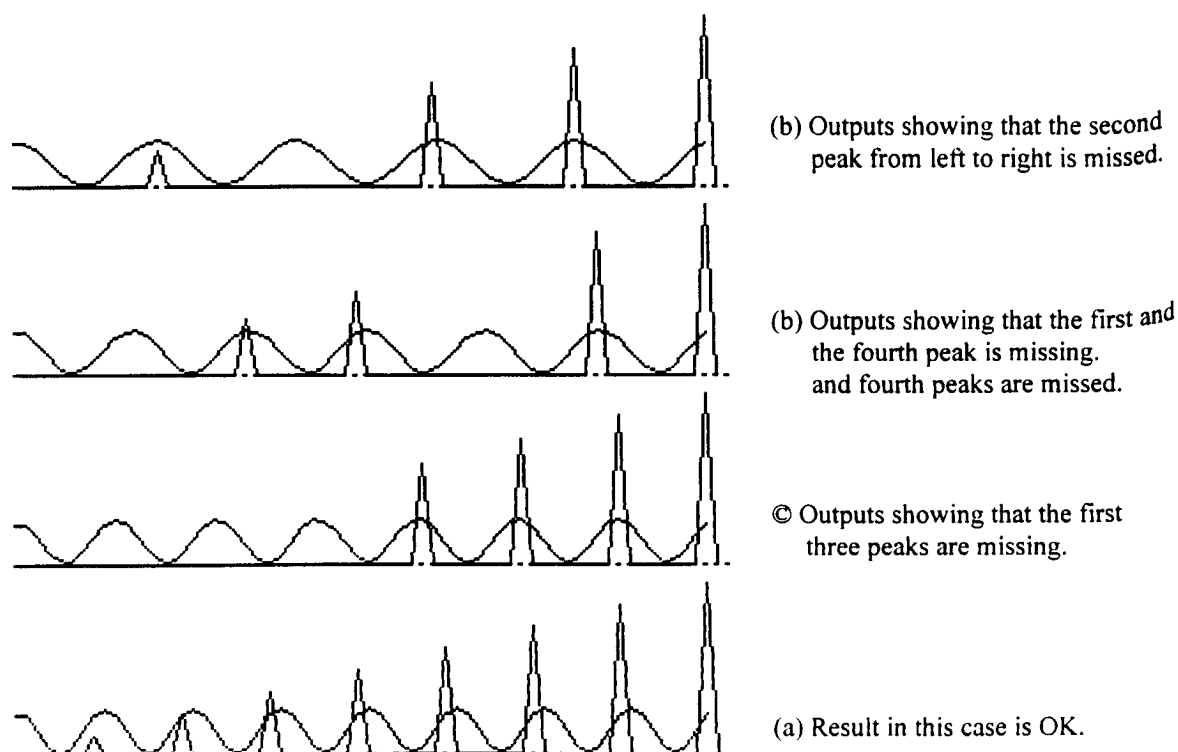 (b) Outputs showing that the second
peak from left to right is missed.
(b) Outputs showing that the first and
the fourth peak is missing.
and fourth peaks are missed.
© Outputs showing that the first
three peaks are missing.
(a) Result in this case is OK.